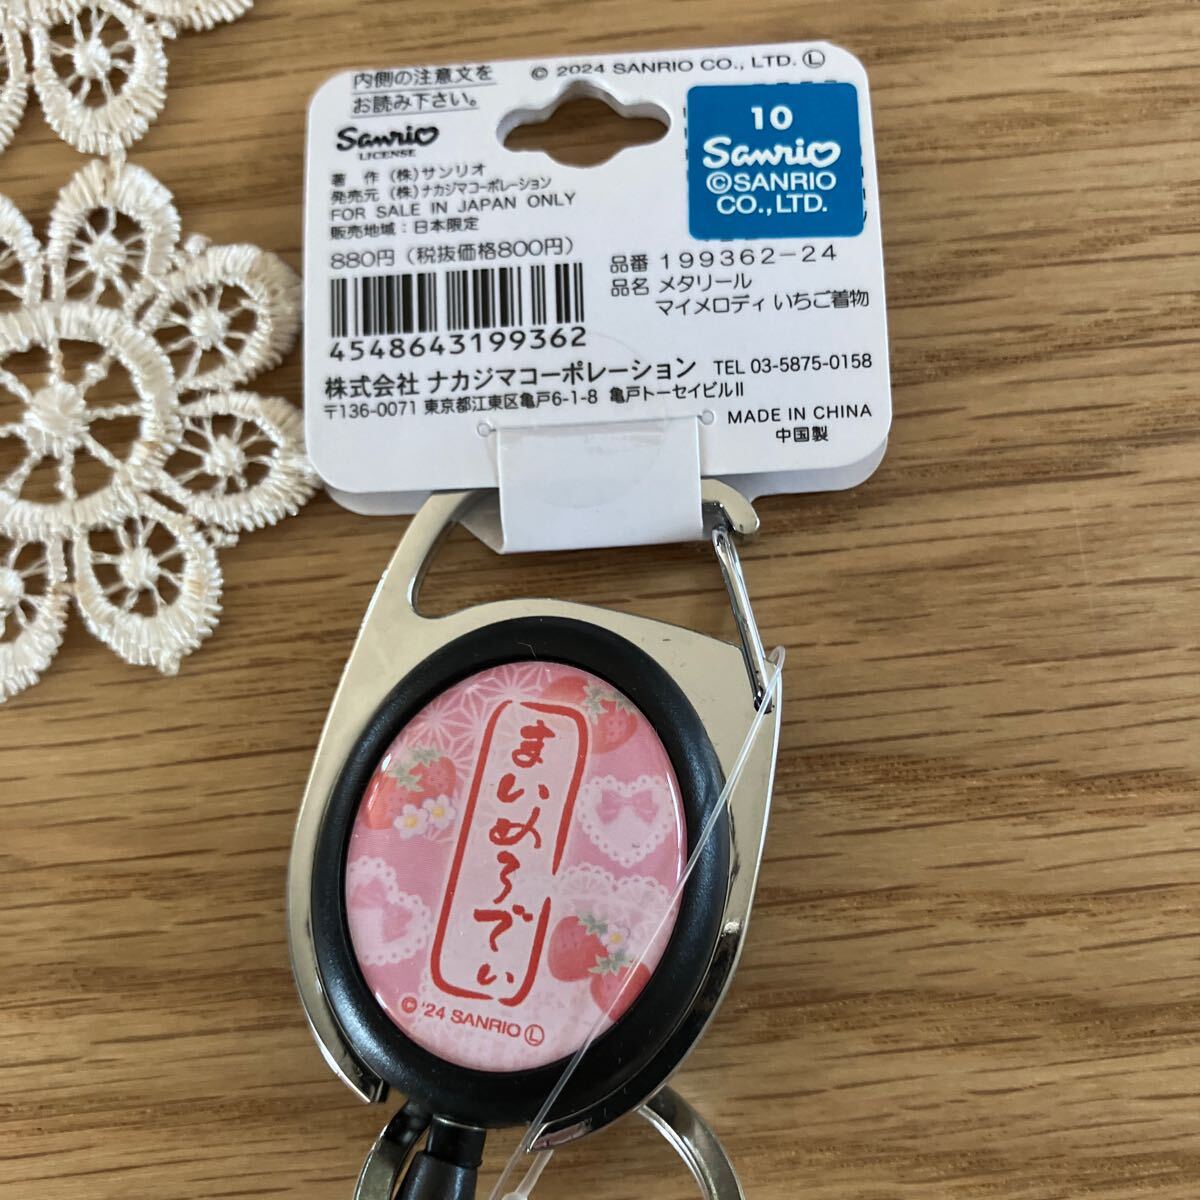 内側の注意文を
お読み下さい。
© 2024 SANRIO CO., LTD. Ⓛ
Sanrio
LICENSE
10
Sanrio
©SANRIO
CO.,LTD.
著 作 (株)サンリオ
発売元 (株)ナカジマコーポレーション
FOR SALE IN JAPAN ONLY
販売地域:日本限定
880円(税抜価格800円)
品番 199362-24
品名 メタリール
マイメロディ いちご着物
4548643199362
株式会社 ナカジマコーポレーション TEL 03-5875-0158
〒136-0071 東京都江東区亀戸6-1-8 亀戸トーセイビルⅡ
MADE IN CHINA
中国製
まいめろでぃ
© '24 SANRIO Ⓛ